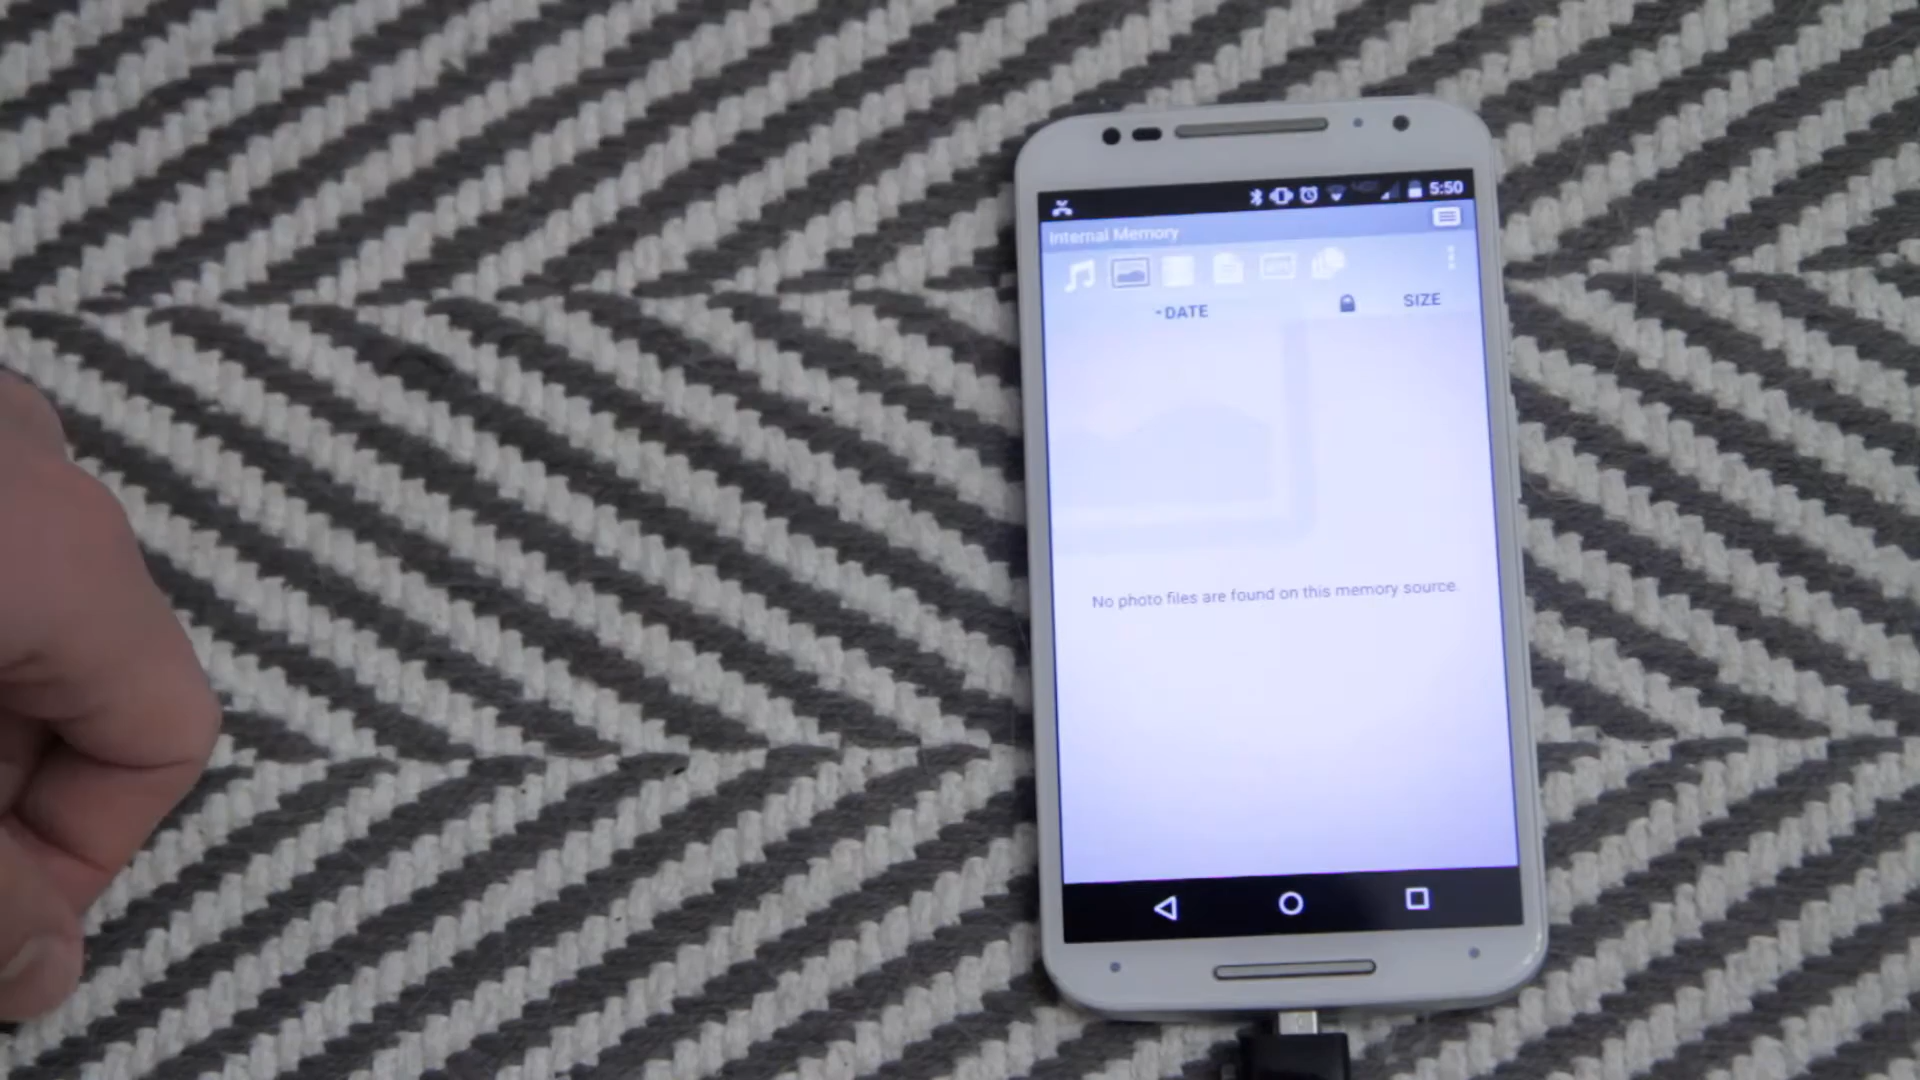 5:50
Internal Memory
-DATE
SIZE
No photo files are found on this memory source.